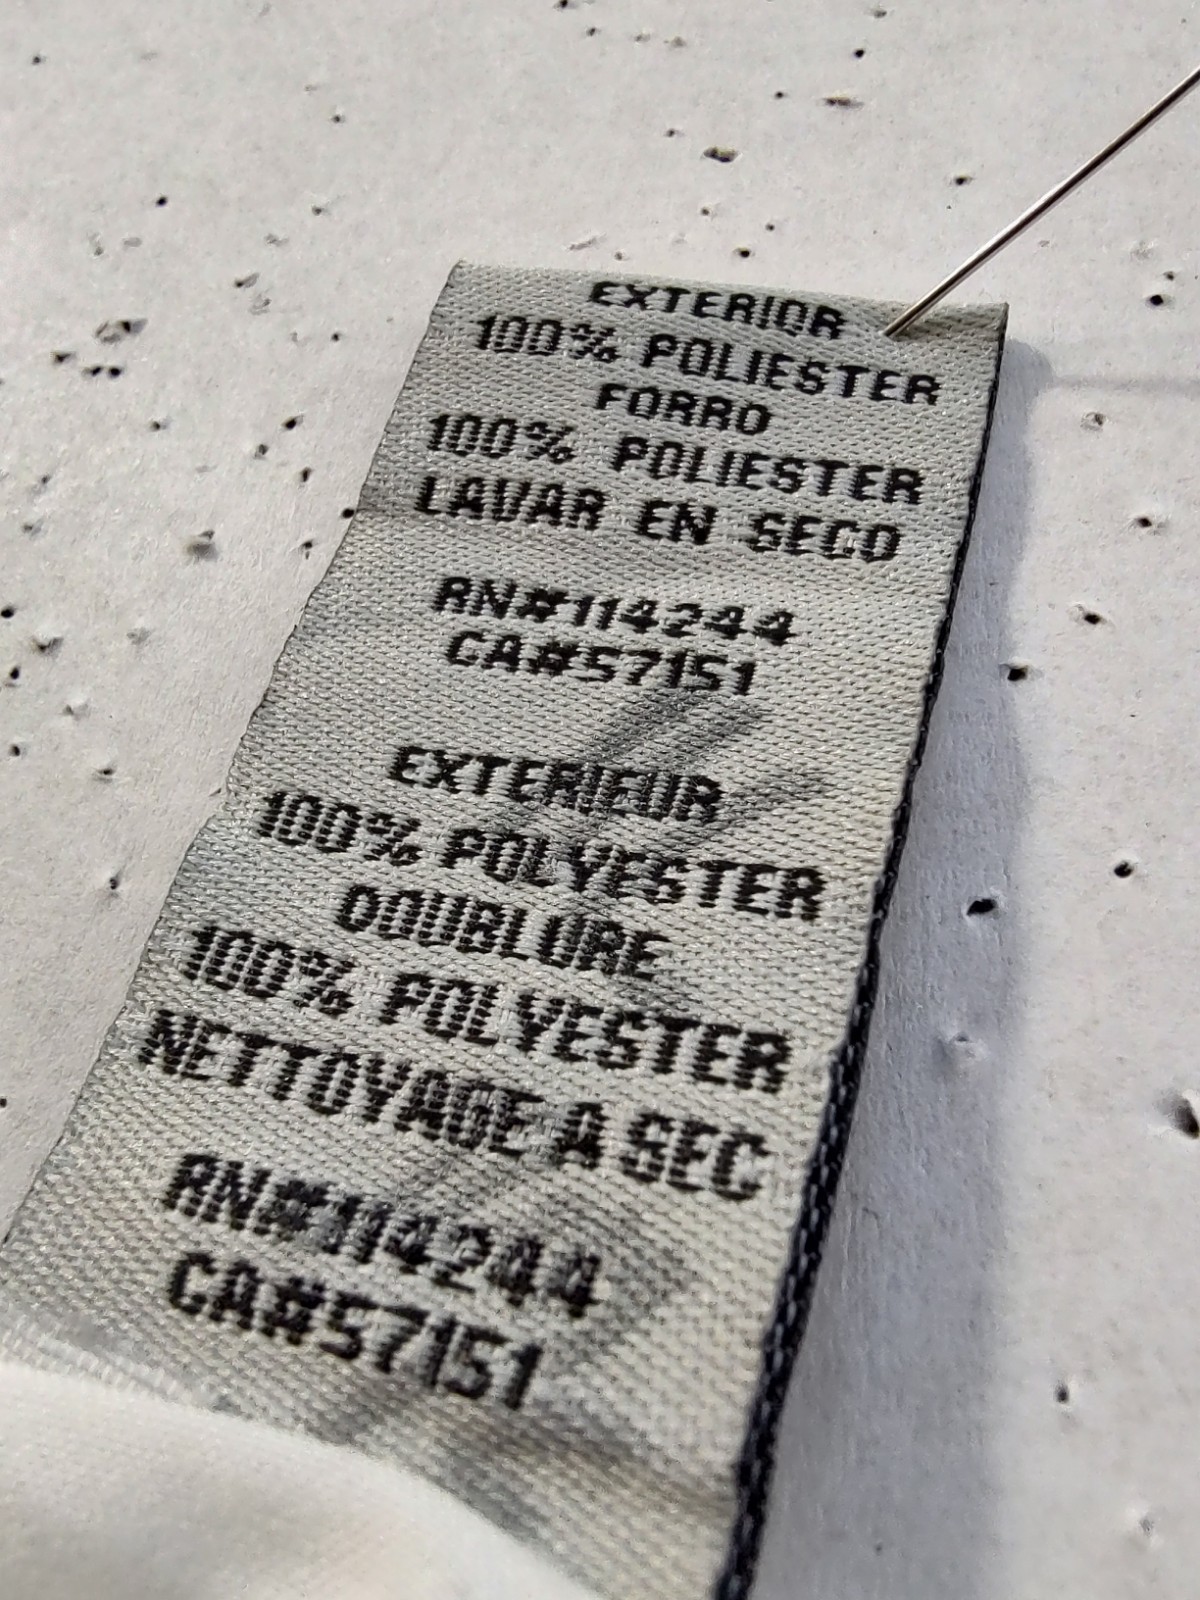 EXTERIOR
100% POLIESTER
FORRO
100% POLIESTER
LAVAR EN SECO
RN#114244
CA#57151
EXTERIEUR
100% POLYESTER
DOUBLURE
100% POLYESTER
NETTOYAGE A SEC
RN#114244
CA#57151